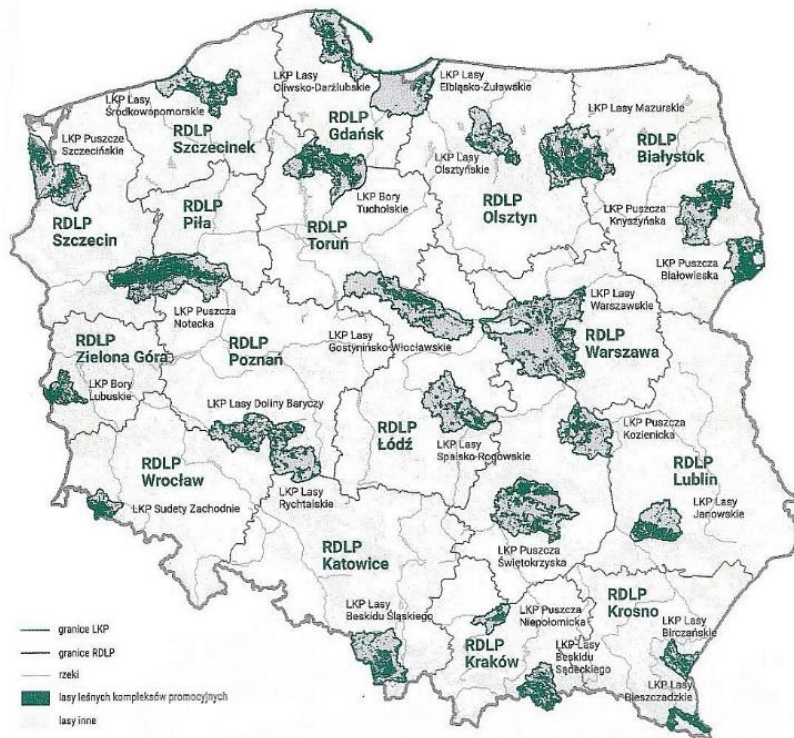 LKP Lasy
Środkowopomorskie
LKP Lasy
Oliwsko-Darżlubskie
LKP Lasy
Elbląsko-Żuławskie
RDLP
Szczecinek
RDLP
Gdańsk
LKP Lasy Mazurskie
RDLP
Białystok
LKP Puszcze
Szczecińskie
LKP Lasy
Olsztyńskie
RDLP
Olsztyn
LKP Puszcza
Knyszyńska
RDLP
Szczecin
RDLP
Piła
RDLP
Toruń
LKP Bory
Tucholskie
LKP Puszcza
Białowieska
LKP Puszcza
Notecka
LKP Lasy
Gostynińsko-Włocławskie
LKP Lasy
Warszawskie
RDLP
Warszawa
RDLP
Zielona Góra
RDLP
Poznań
LKP Bory
Lubuskie
LKP Lasy Doliny Baryczy
RDLP
Łódź
LKP Lasy
Spalsko-Rogowskie
LKP Puszcza
Kozienicka
RDLP
Wrocław
LKP Lasy
Rychtalskie
RDLP
Lublin
LKP Sudety Zachodnie
LKP Lasy
Janowskie
RDLP
Katowice
LKP Puszcza
Świętokrzyska
RDLP
Krosno
LKP Lasy
Beskidu Śląskiego
LKP Puszcza
Niepołomicka
RDLP
Kraków
LKP Lasy
Beskidu
Sądeckiego
LKP Lasy
Birczańskie
LKP Lasy
Bieszczadzkie
granice LKP
granice RDLP
rzeki
lasy leśnych kompleksów promocyjnych
lasy inne